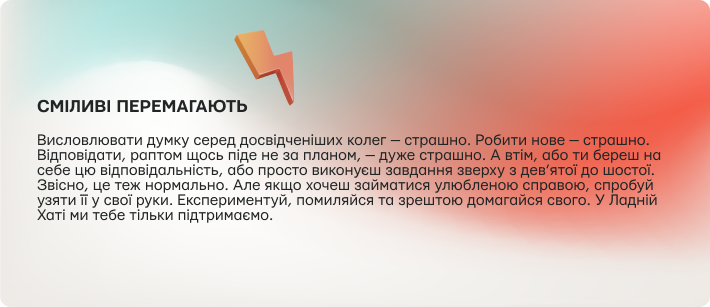 СМІЛИВІ ПЕРЕМАГАЮТЬ
Висловлювати думку серед досвідченіших колег — страшно. Робити нове — страшно.
Відповідати, раптом щось піде не за планом, — дуже страшно. А втім, або ти береш на
себе цю відповідальність, або просто виконуєш завдання зверху з дев’ятої до шостої.
Звісно, це теж нормально. Але якщо хочеш займатися улюбленою справою, спробуй
узяти її у свої руки. Експериментуй, помиляйся та зрештою домагайся свого. У Ладній
Хаті ми тебе тільки підтримаємо.